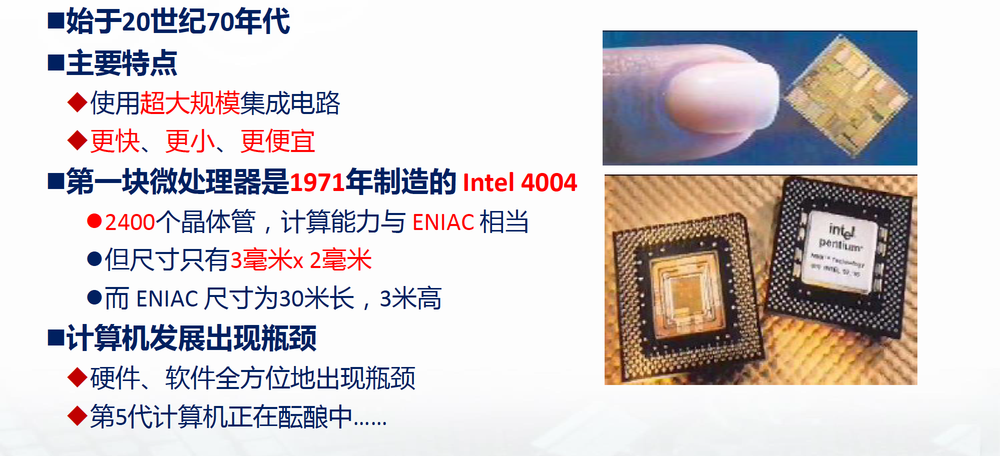 ■始于20世纪70年代
■主要特点
◆使用超大规模集成电路
◆更快、更小、更便宜
■第一块微处理器是1971年制造的 Intel 4004
●2400个晶体管，计算能力与 ENIAC 相当
●但尺寸只有3毫米x 2毫米
●而 ENIAC 尺寸为30米长，3米高
■计算机发展出现瓶颈
◆硬件、软件全方位地出现瓶颈
◆第5代计算机正在酝酿中……
intel
pentium
Technology